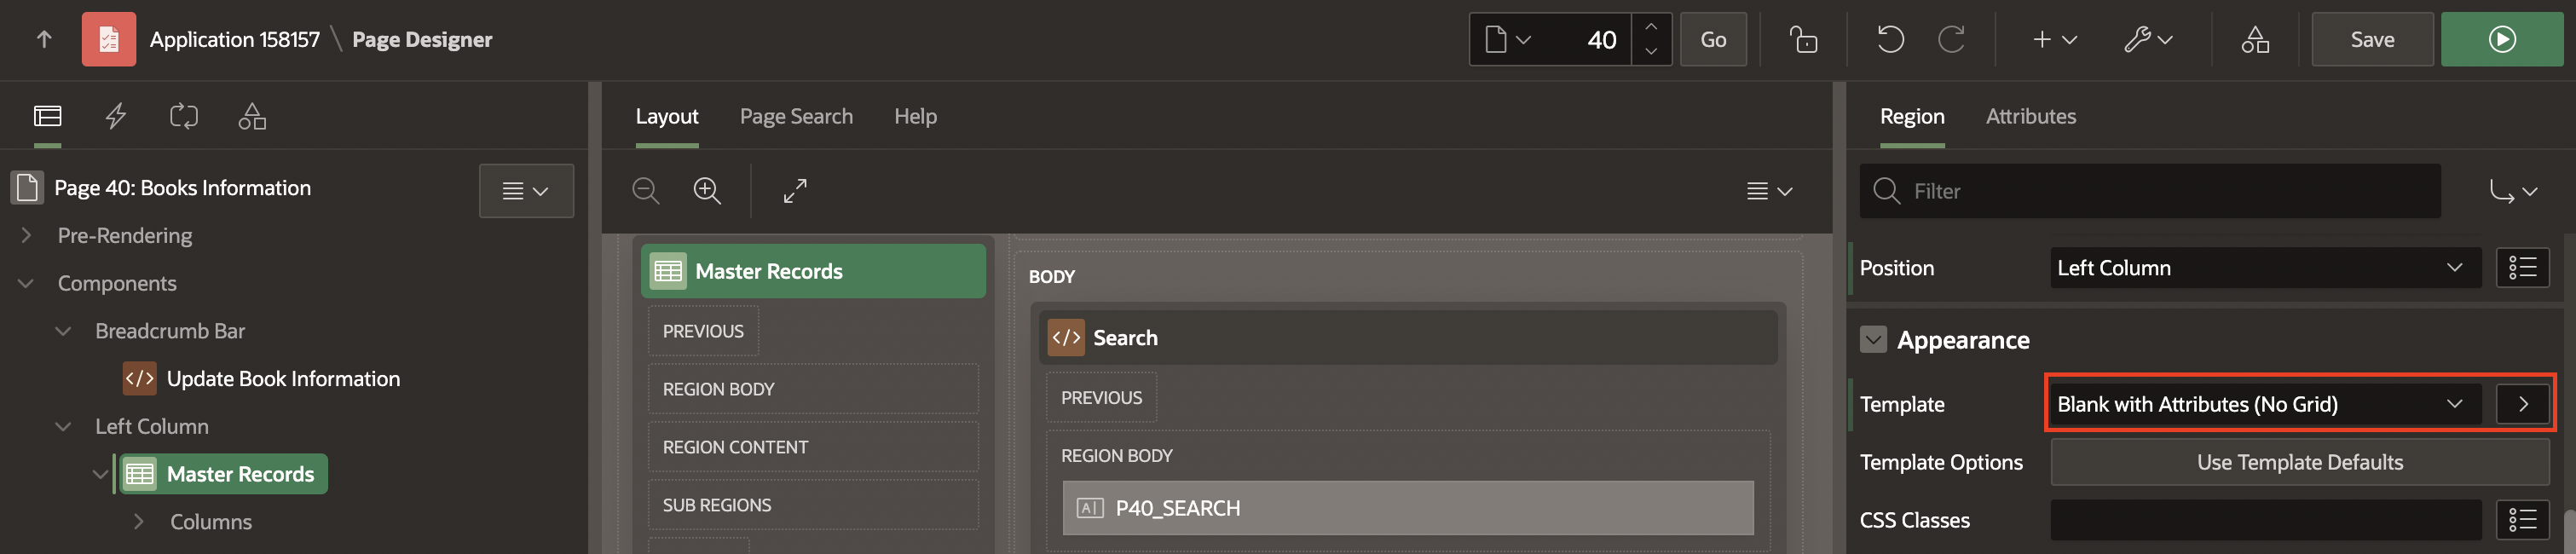 Application 158157 \ Page Designer
40
Go
Save
Layout
Page Search
Help
Region
Attributes
Page 40: Books Information
Pre-Rendering
Components
Breadcrumb Bar
</> Update Book Information
Left Column
Master Records
Columns
Master Records
PREVIOUS
REGION BODY
REGION CONTENT
SUB REGIONS
BODY
</> Search
PREVIOUS
REGION BODY
A| P40_SEARCH
Filter
Position
Left Column
Appearance
Template
Blank with Attributes (No Grid)
Template Options
Use Template Defaults
CSS Classes